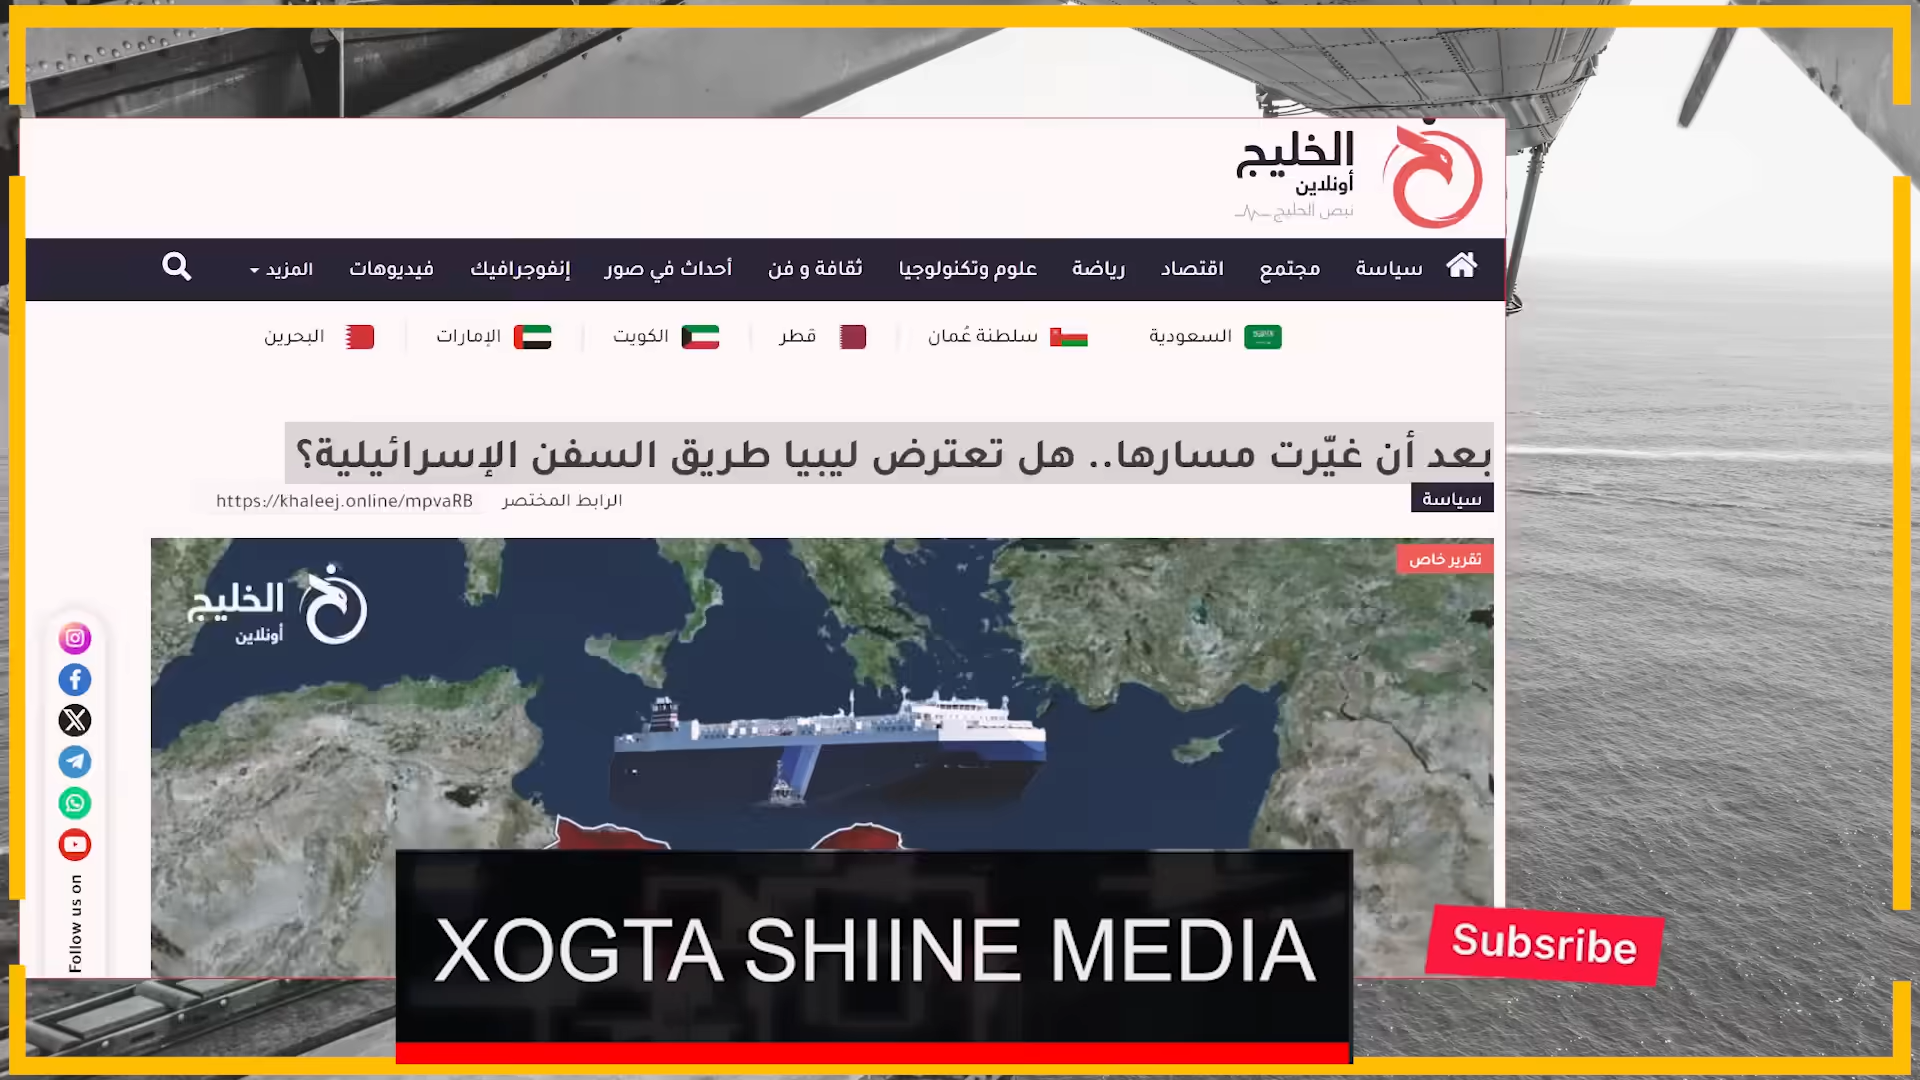 الخليج
أونلاين
نبض الخليج
سياسة مجتمع اقتصاد رياضة علوم وتكنولوجيا ثقافة و فن أحداث في صور إنفوجرافيك فيديوهات المزيد
السعودية سلطنة عُمان قطر الكويت الإمارات البحرين
بعد أن غيّرت مسارها.. هل تعترض ليبيا طريق السفن الإسرائيلية؟
سياسة
الرابط المختصر https://khaleej.online/mpvaRB
تقرير خاص
الخليج
أونلاين
Follow us on
XOGTA SHIINE MEDIA
Subsribe